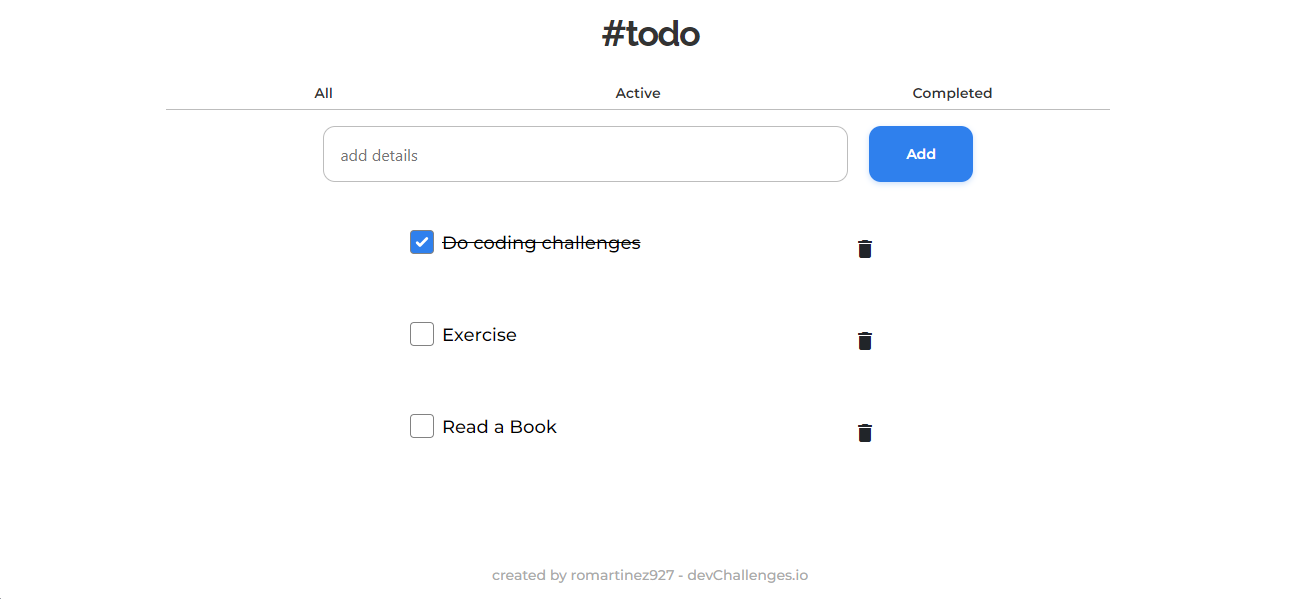 #todo
All Active Completed
add details Add
Do coding challenges
Exercise
Read a Book
created by romartinez927 - devChallenges.io